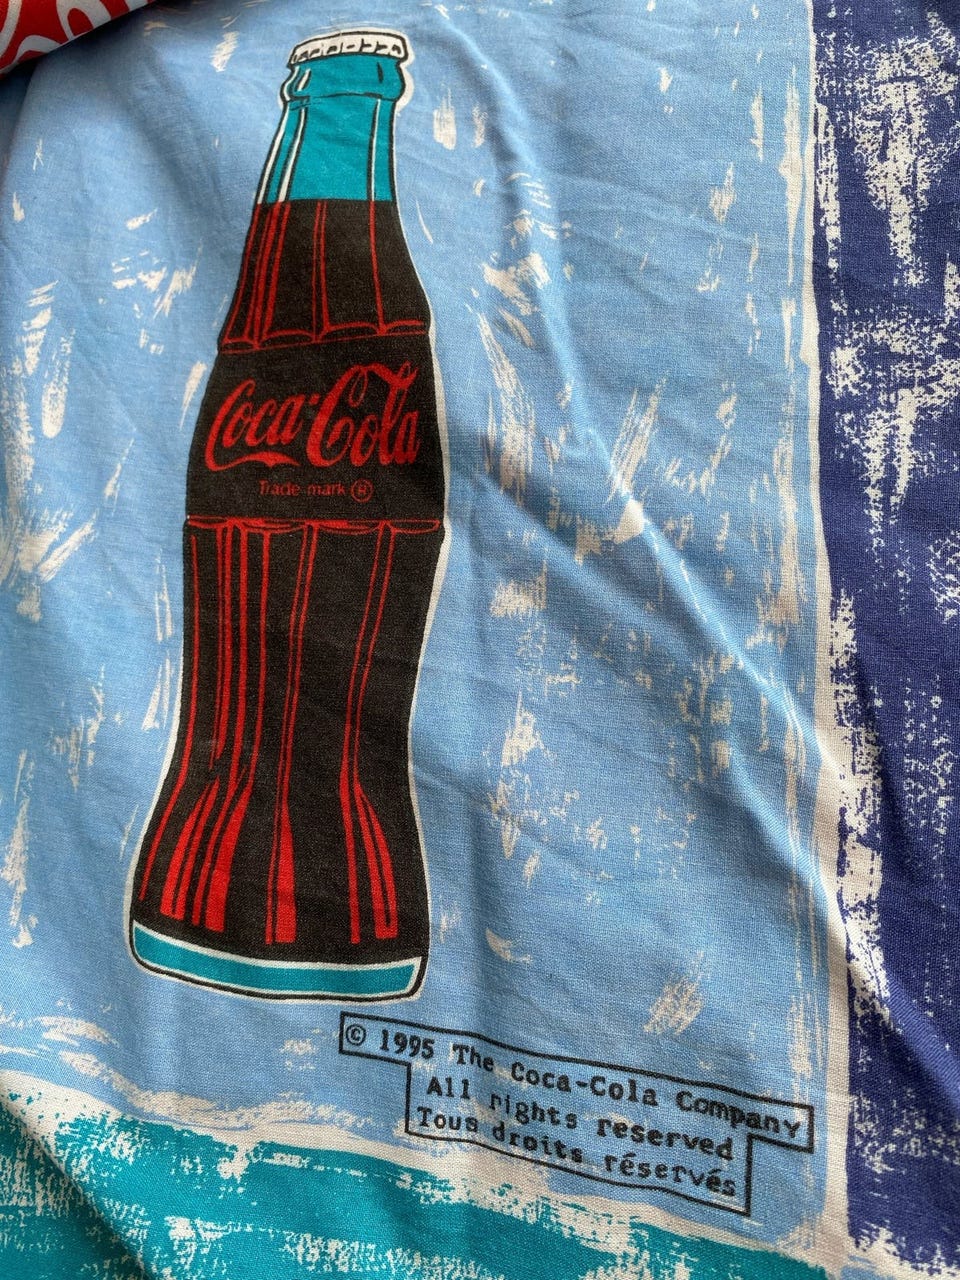 Coca-Cola
Trade-mark ®
© 1995 The Coca-Cola Company
All rights reserved
Tous droits réservés